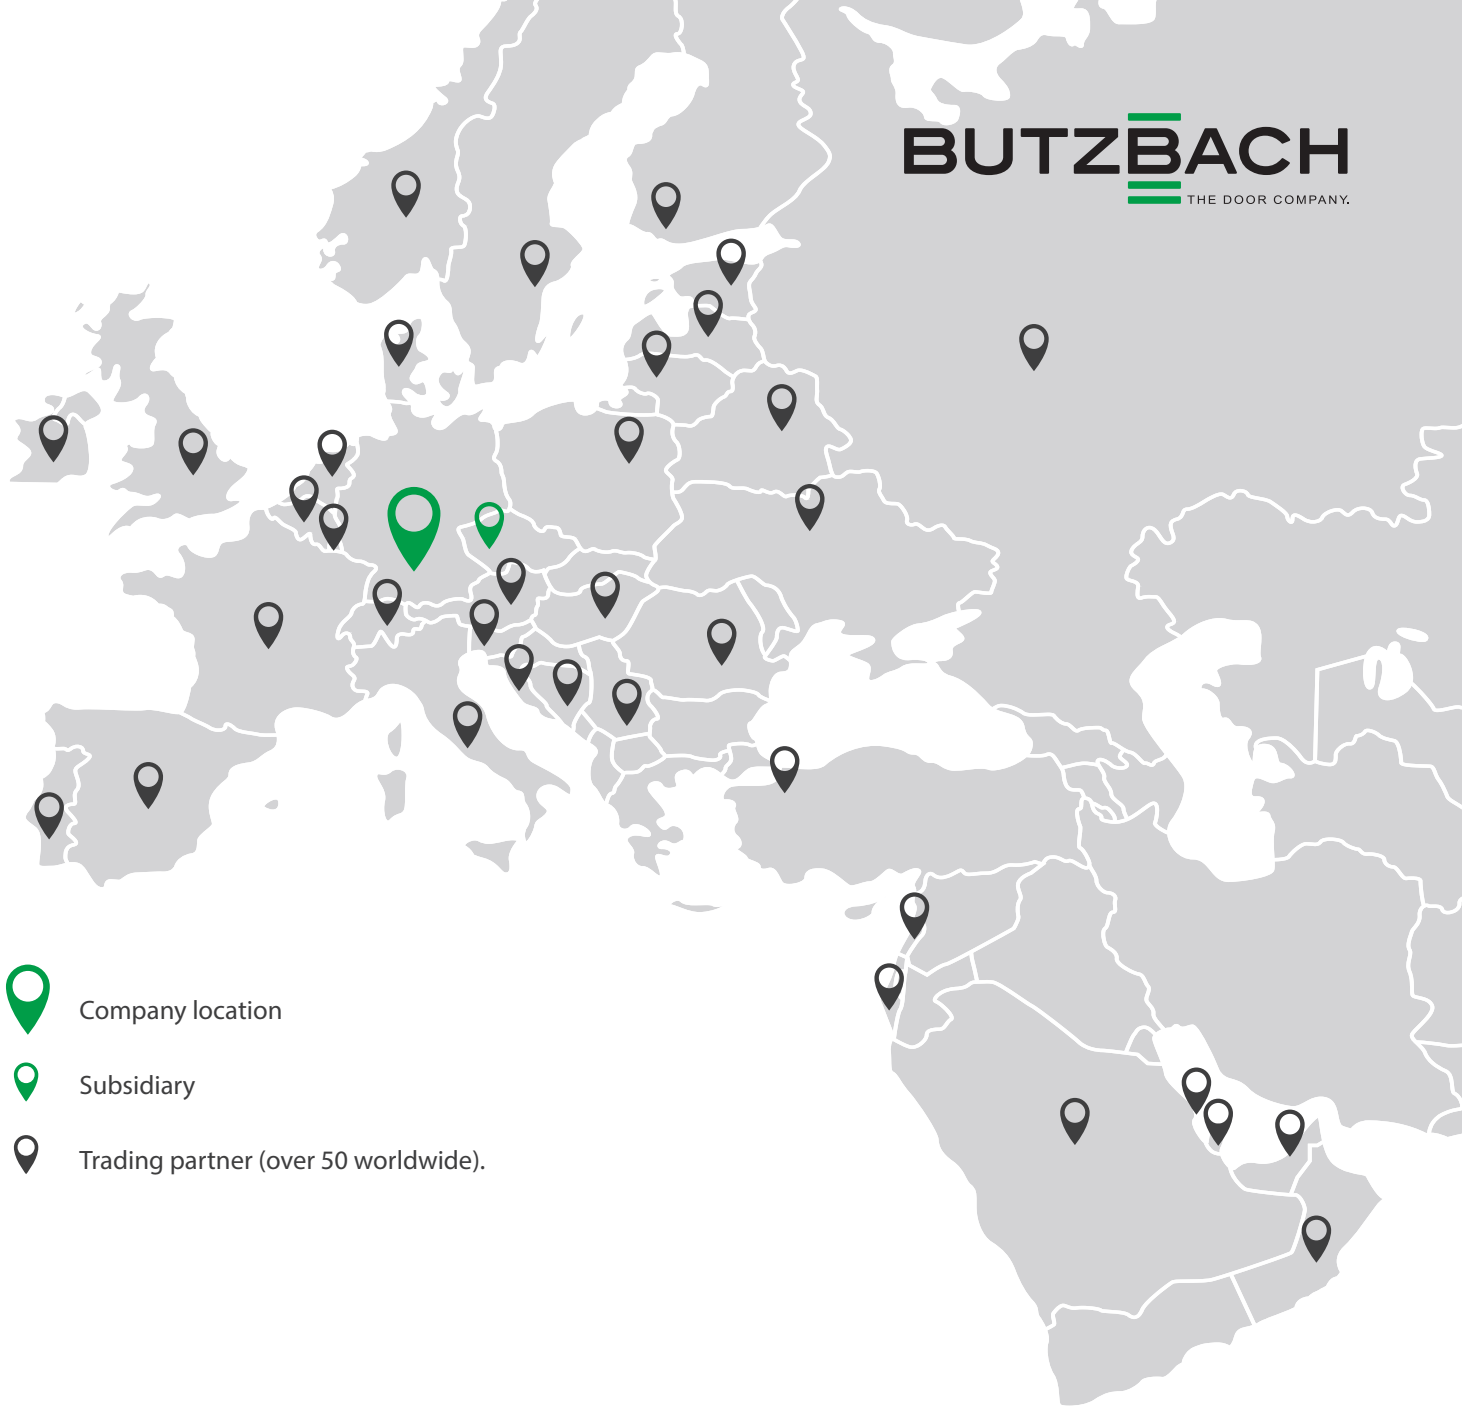 BUTZBACH
THE DOOR COMPANY.
Company location
Subsidiary
Trading partner (over 50 worldwide).